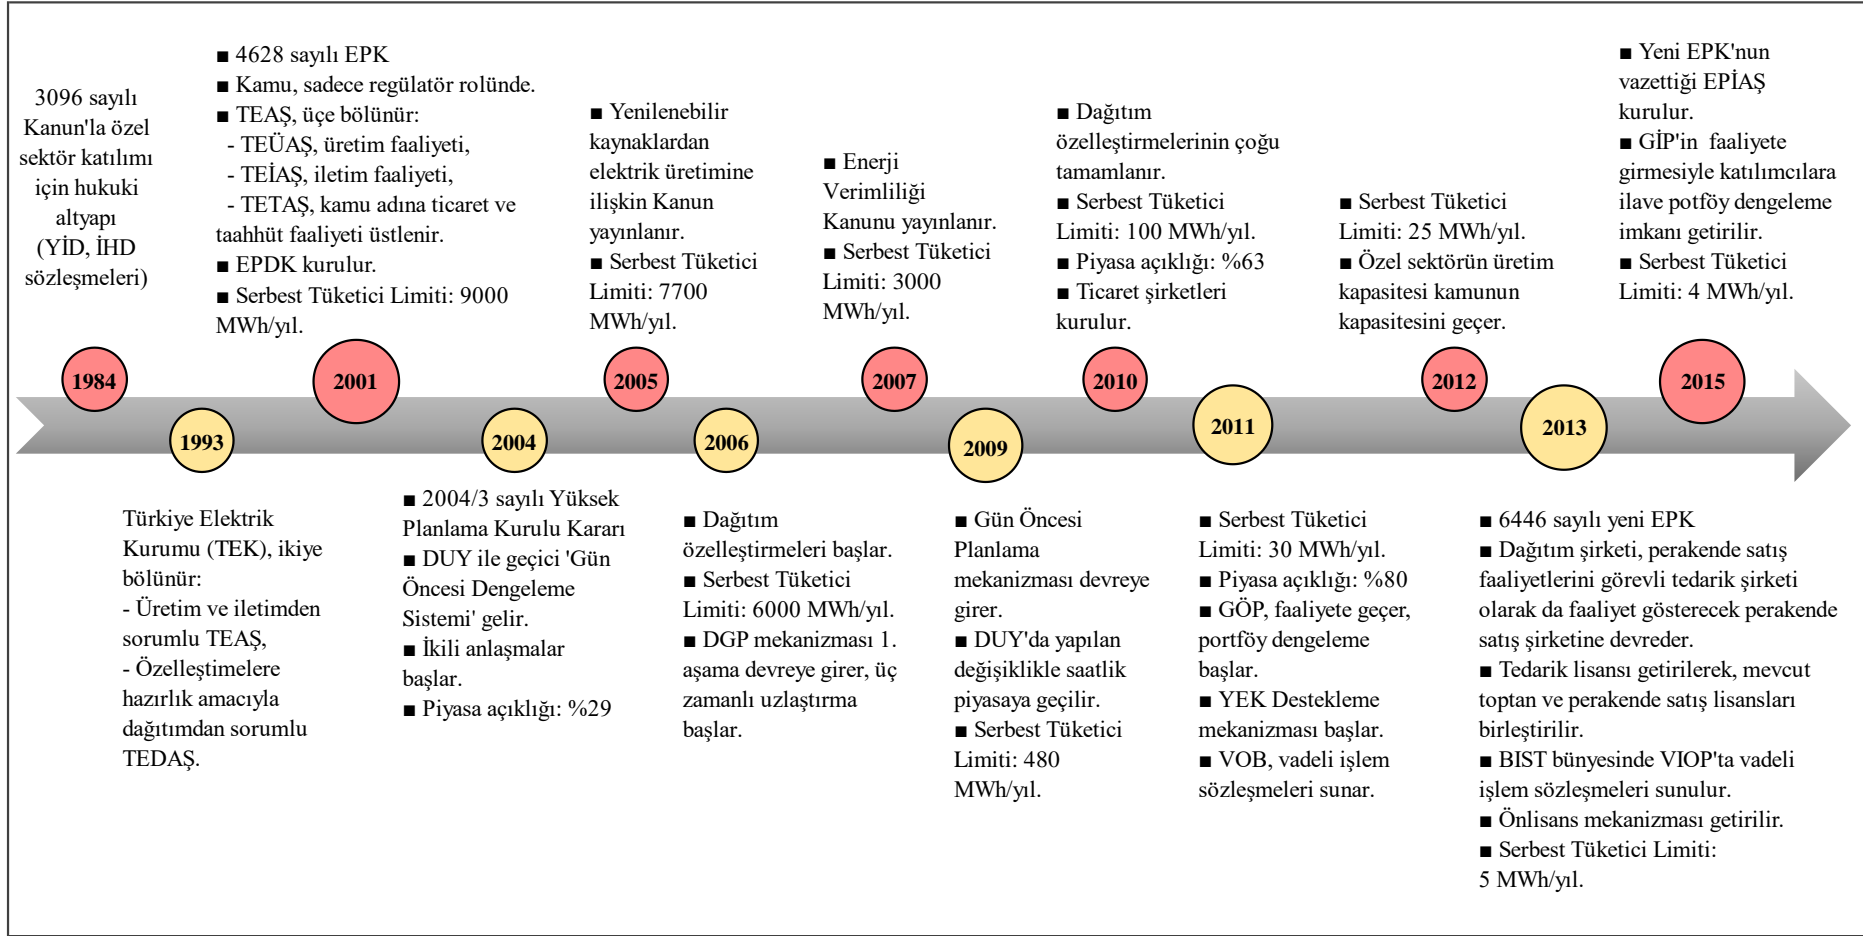 3096 sayılı
Kanun'la özel
sektör katılımı
için hukuki
altyapı
(YİD, İHD
sözleşmeleri)
■ 4628 sayılı EPK
■ Kamu, sadece regülatör rolünde.
■ TEAŞ, üçe bölünür:
- TEÜAŞ, üretim faaliyeti,
- TEİAŞ, iletim faaliyeti,
- TETAŞ, kamu adına ticaret ve
taahhüt faaliyeti üstlenir.
■ EPDK kurulur.
■ Serbest Tüketici Limiti: 9000
MWh/yıl.
■ Yenilenebilir
kaynaklardan
elektrik üretimine
ilişkin Kanun
yayınlanır.
■ Serbest Tüketici
Limiti: 7700
MWh/yıl.
■ Enerji
Verimliliği
Kanunu yayınlanır.
■ Serbest Tüketici
Limiti: 3000
MWh/yıl.
■ Dağıtım
özelleştirmelerinin çoğu
tamamlanır.
■ Serbest Tüketici
Limiti: 100 MWh/yıl.
■ Piyasa açıklığı: %63
■ Ticaret şirketleri
kurulur.
■ Serbest Tüketici
Limiti: 25 MWh/yıl.
■ Özel sektörün üretim
kapasitesi kamunun
kapasitesini geçer.
■ Yeni EPK'nun
vazettiği EPİAŞ
kurulur.
■ GİP'in faaliyete
girmesiyle katılımcılara
ilave potföy dengeleme
imkanı getirilir.
■ Serbest Tüketici
Limiti: 4 MWh/yıl.
1984
2001
2005
2007
2010
2012
2015
1993
2004
2006
2009
2011
2013
Türkiye Elektrik
Kurumu (TEK), ikiye
bölünür:
- Üretim ve iletimden
sorumlu TEAŞ,
- Özelleştimelere
hazırlık amacıyla
dağıtımdan sorumlu
TEDAŞ.
■ 2004/3 sayılı Yüksek
Planlama Kurulu Kararı
■ DUY ile geçici 'Gün
Öncesi Dengeleme
Sistemi' gelir.
■ İkili anlaşmalar
başlar.
■ Piyasa açıklığı: %29
■ Dağıtım
özelleştirmeleri başlar.
■ Serbest Tüketici
Limiti: 6000 MWh/yıl.
■ DGP mekanizması 1.
aşama devreye girer, üç
zamanlı uzlaştırma
başlar.
■ Gün Öncesi
Planlama
mekanizması devreye
girer.
■ DUY'da yapılan
değişiklikle saatlik
piyasaya geçilir.
■ Serbest Tüketici
Limiti: 480
MWh/yıl.
■ Serbest Tüketici
Limiti: 30 MWh/yıl.
■ Piyasa açıklığı: %80
■ GÖP, faaliyete geçer,
portföy dengeleme
başlar.
■ YEK Destekleme
mekanizması başlar.
■ VOB, vadeli işlem
sözleşmeleri sunar.
■ 6446 sayılı yeni EPK
■ Dağıtım şirketi, perakende satış
faaliyetlerini görevli tedarik şirketi
olarak da faaliyet gösterecek perakende
satış şirketine devreder.
■ Tedarik lisansı getirilerek, mevcut
toptan ve perakende satış lisansları
birleştirilir.
■ BIST bünyesinde VIOP'ta vadeli
işlem sözleşmeleri sunulur.
■ Önlisans mekanizması getirilir.
■ Serbest Tüketici Limiti:
5 MWh/yıl.